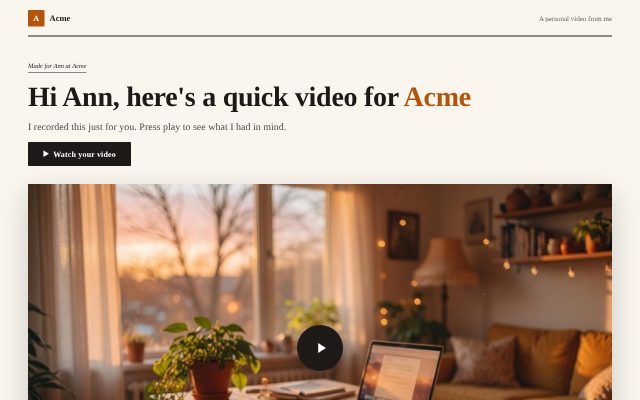 A Acme
A personal video from me
Made for Ann at Acme
Hi Ann, here's a quick video for Acme
I recorded this just for you. Press play to see what I had in mind.
Watch your video